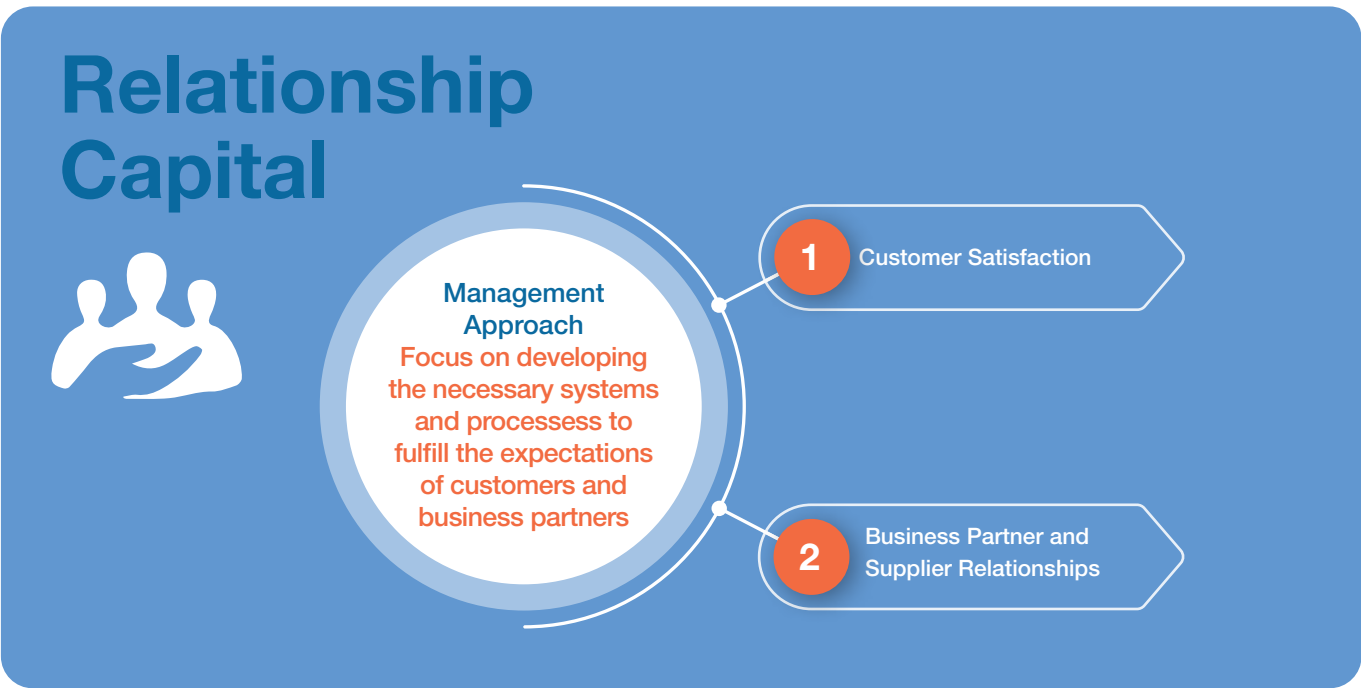 Relationship
Capital
Management
Approach
Focus on developing
the necessary systems
and processess to
fulfill the expectations
of customers and
business partners
1
Customer Satisfaction
2
Business Partner and
Supplier Relationships